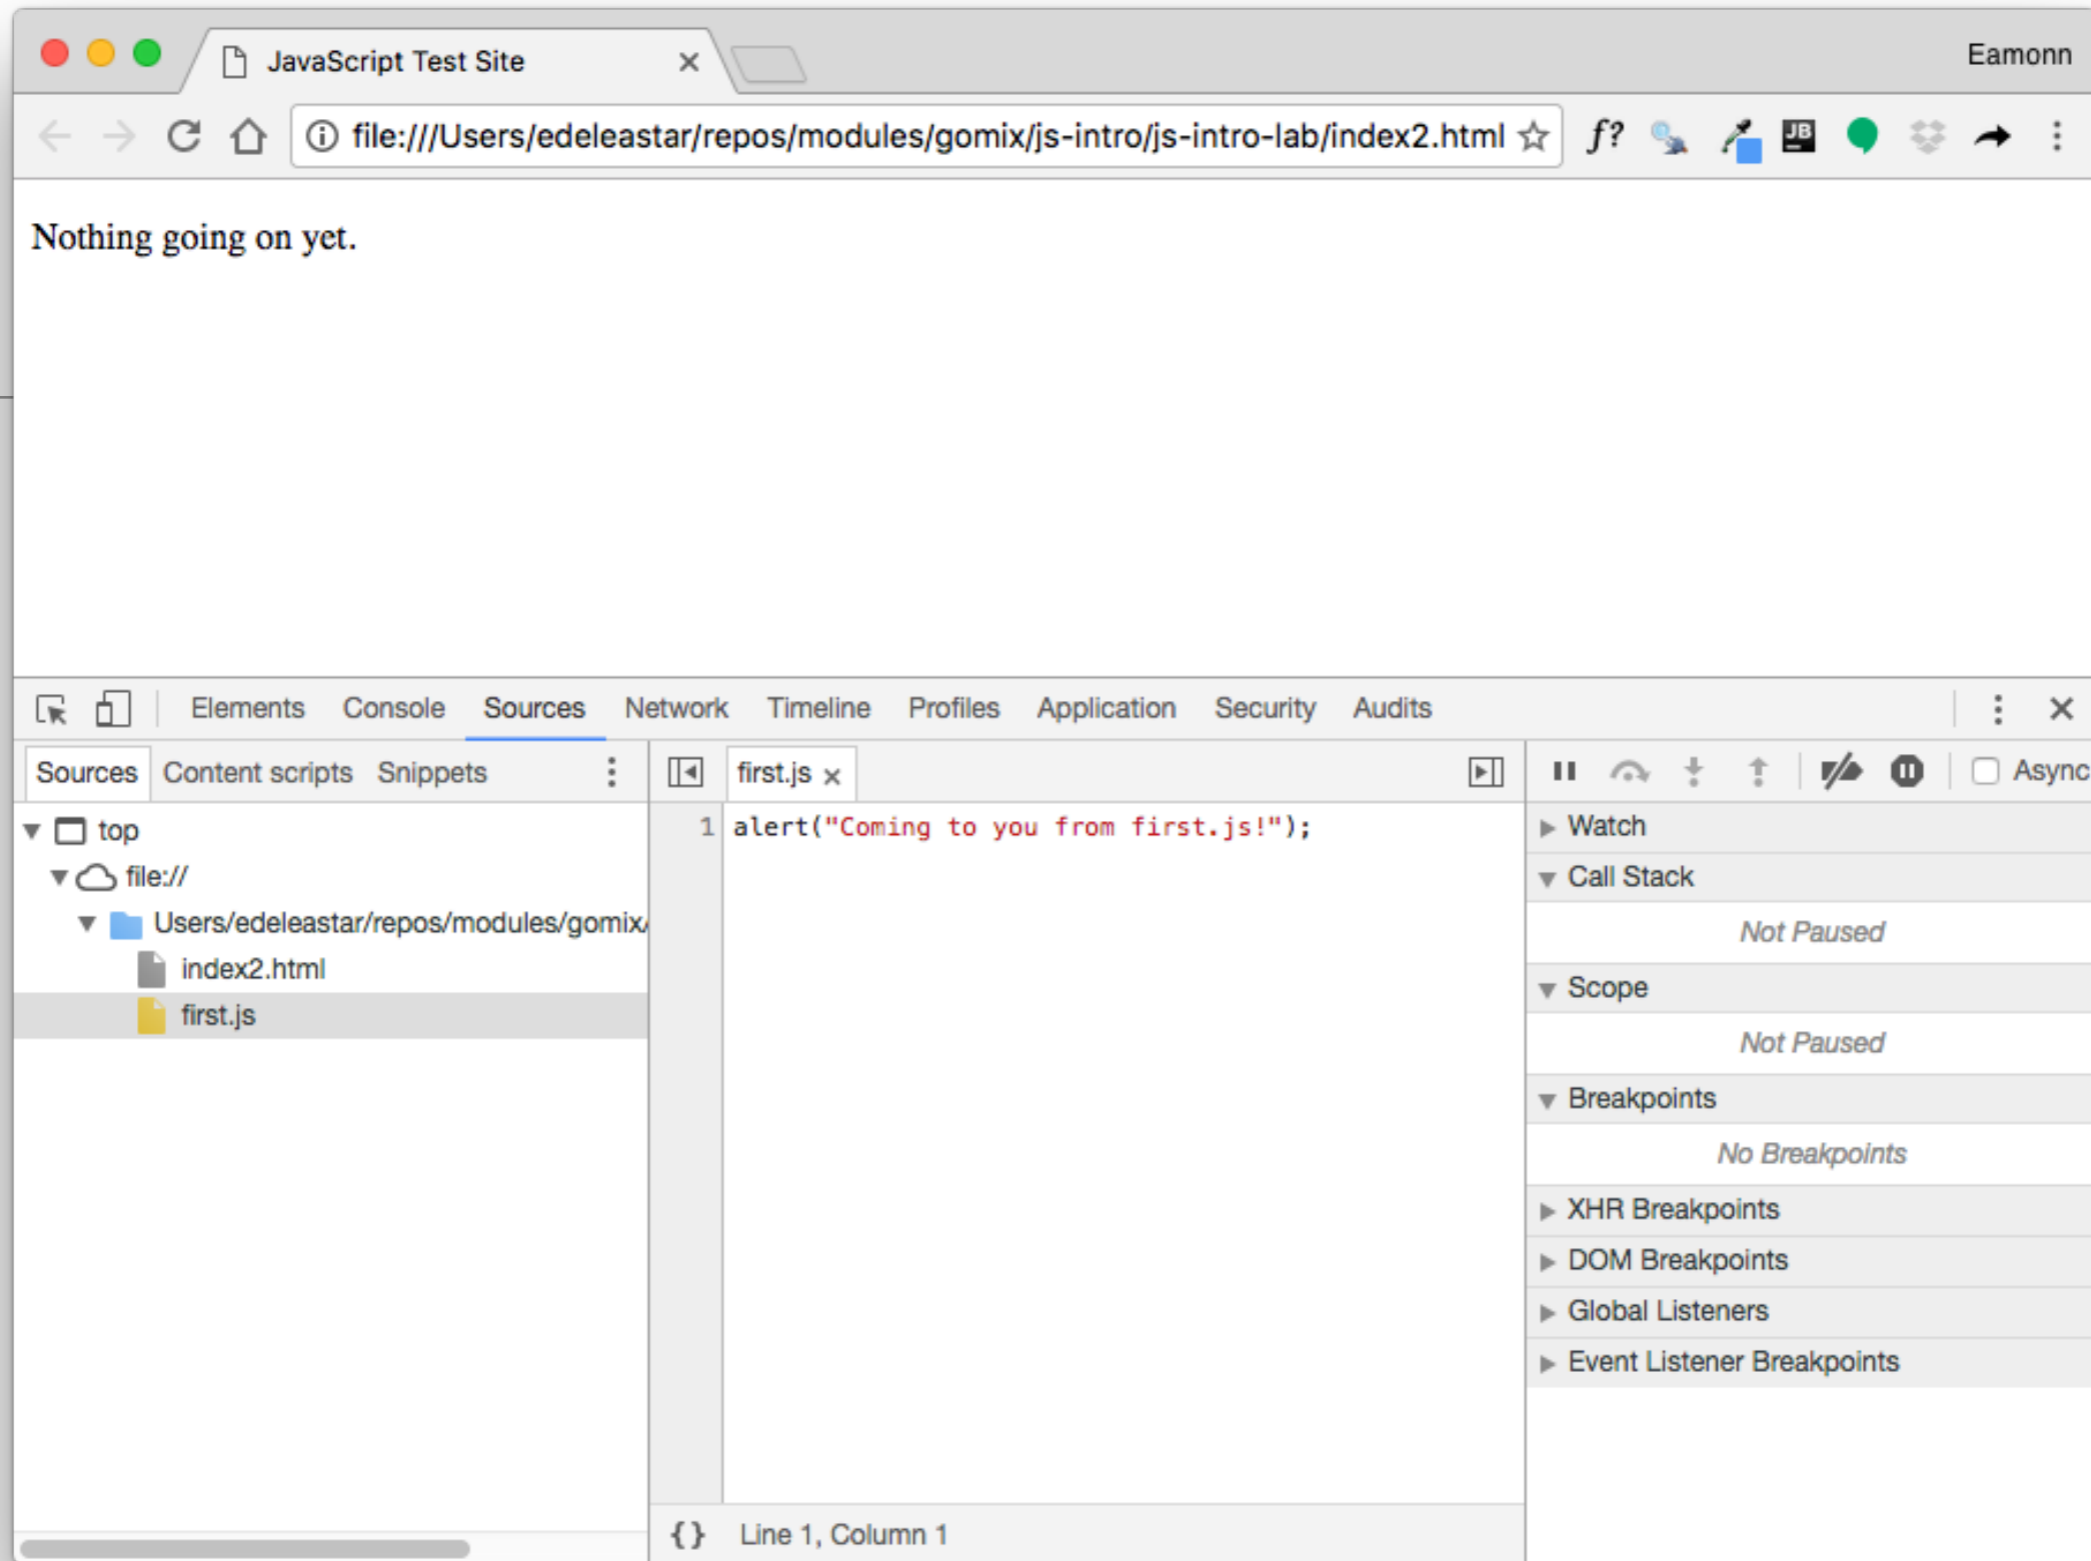 JavaScript Test Site
Eamonn
file:///Users/edeleastar/repos/modules/gomix/js-intro/js-intro-lab/index2.html
f?
JB
Nothing going on yet.
Elements Console Sources Network Timeline Profiles Application Security Audits
Sources Content scripts Snippets
first.js
Async
top
file://
Users/edeleastar/repos/modules/gomix/
index2.html
first.js
1 alert("Coming to you from first.js!");
{} Line 1, Column 1
Watch
Call Stack
Not Paused
Scope
Not Paused
Breakpoints
No Breakpoints
XHR Breakpoints
DOM Breakpoints
Global Listeners
Event Listener Breakpoints